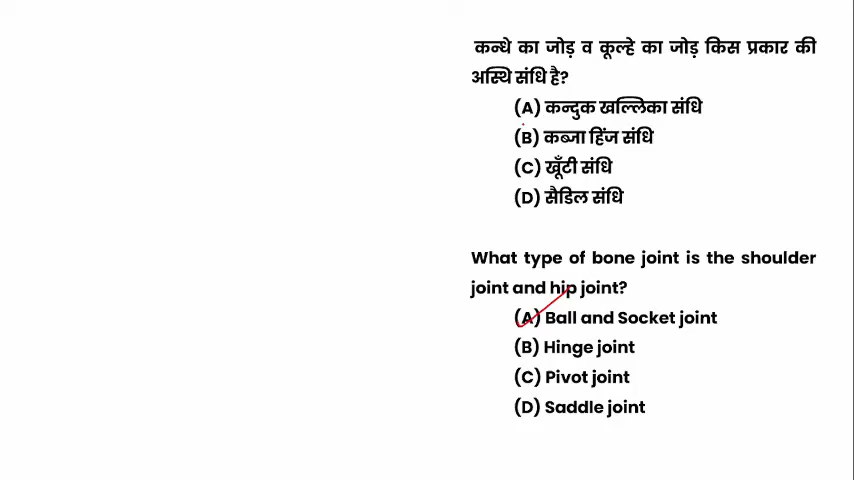 कन्धे का जोड़ व कूल्हे का जोड़ किस प्रकार की
अस्थि संधि है?
(A) कन्दुक खल्लिका संधि
(B) कब्जा हिंज संधि
(C) खूँटी संधि
(D) सैडिल संधि
What type of bone joint is the shoulder
joint and hip joint?
(A) Ball and Socket joint
(B) Hinge joint
(C) Pivot joint
(D) Saddle joint